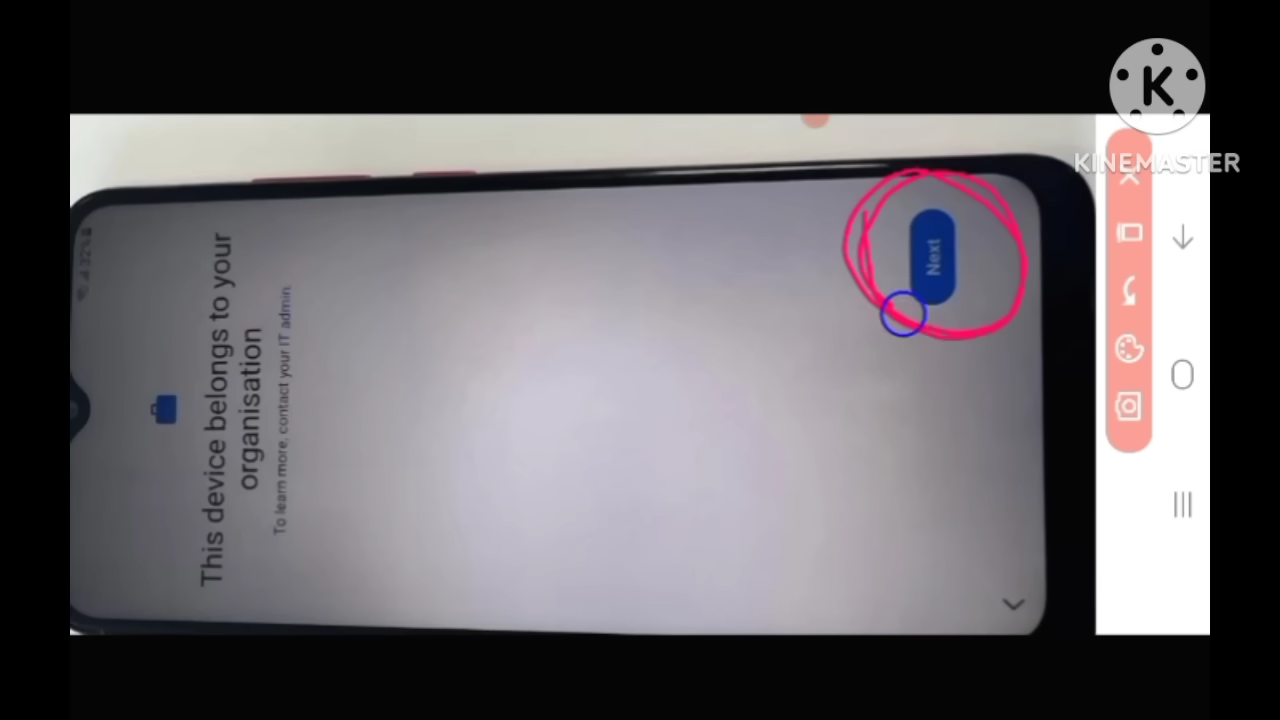 This device belongs to your
organisation
To learn more, contact your IT admin.
Next
KINEMASTER